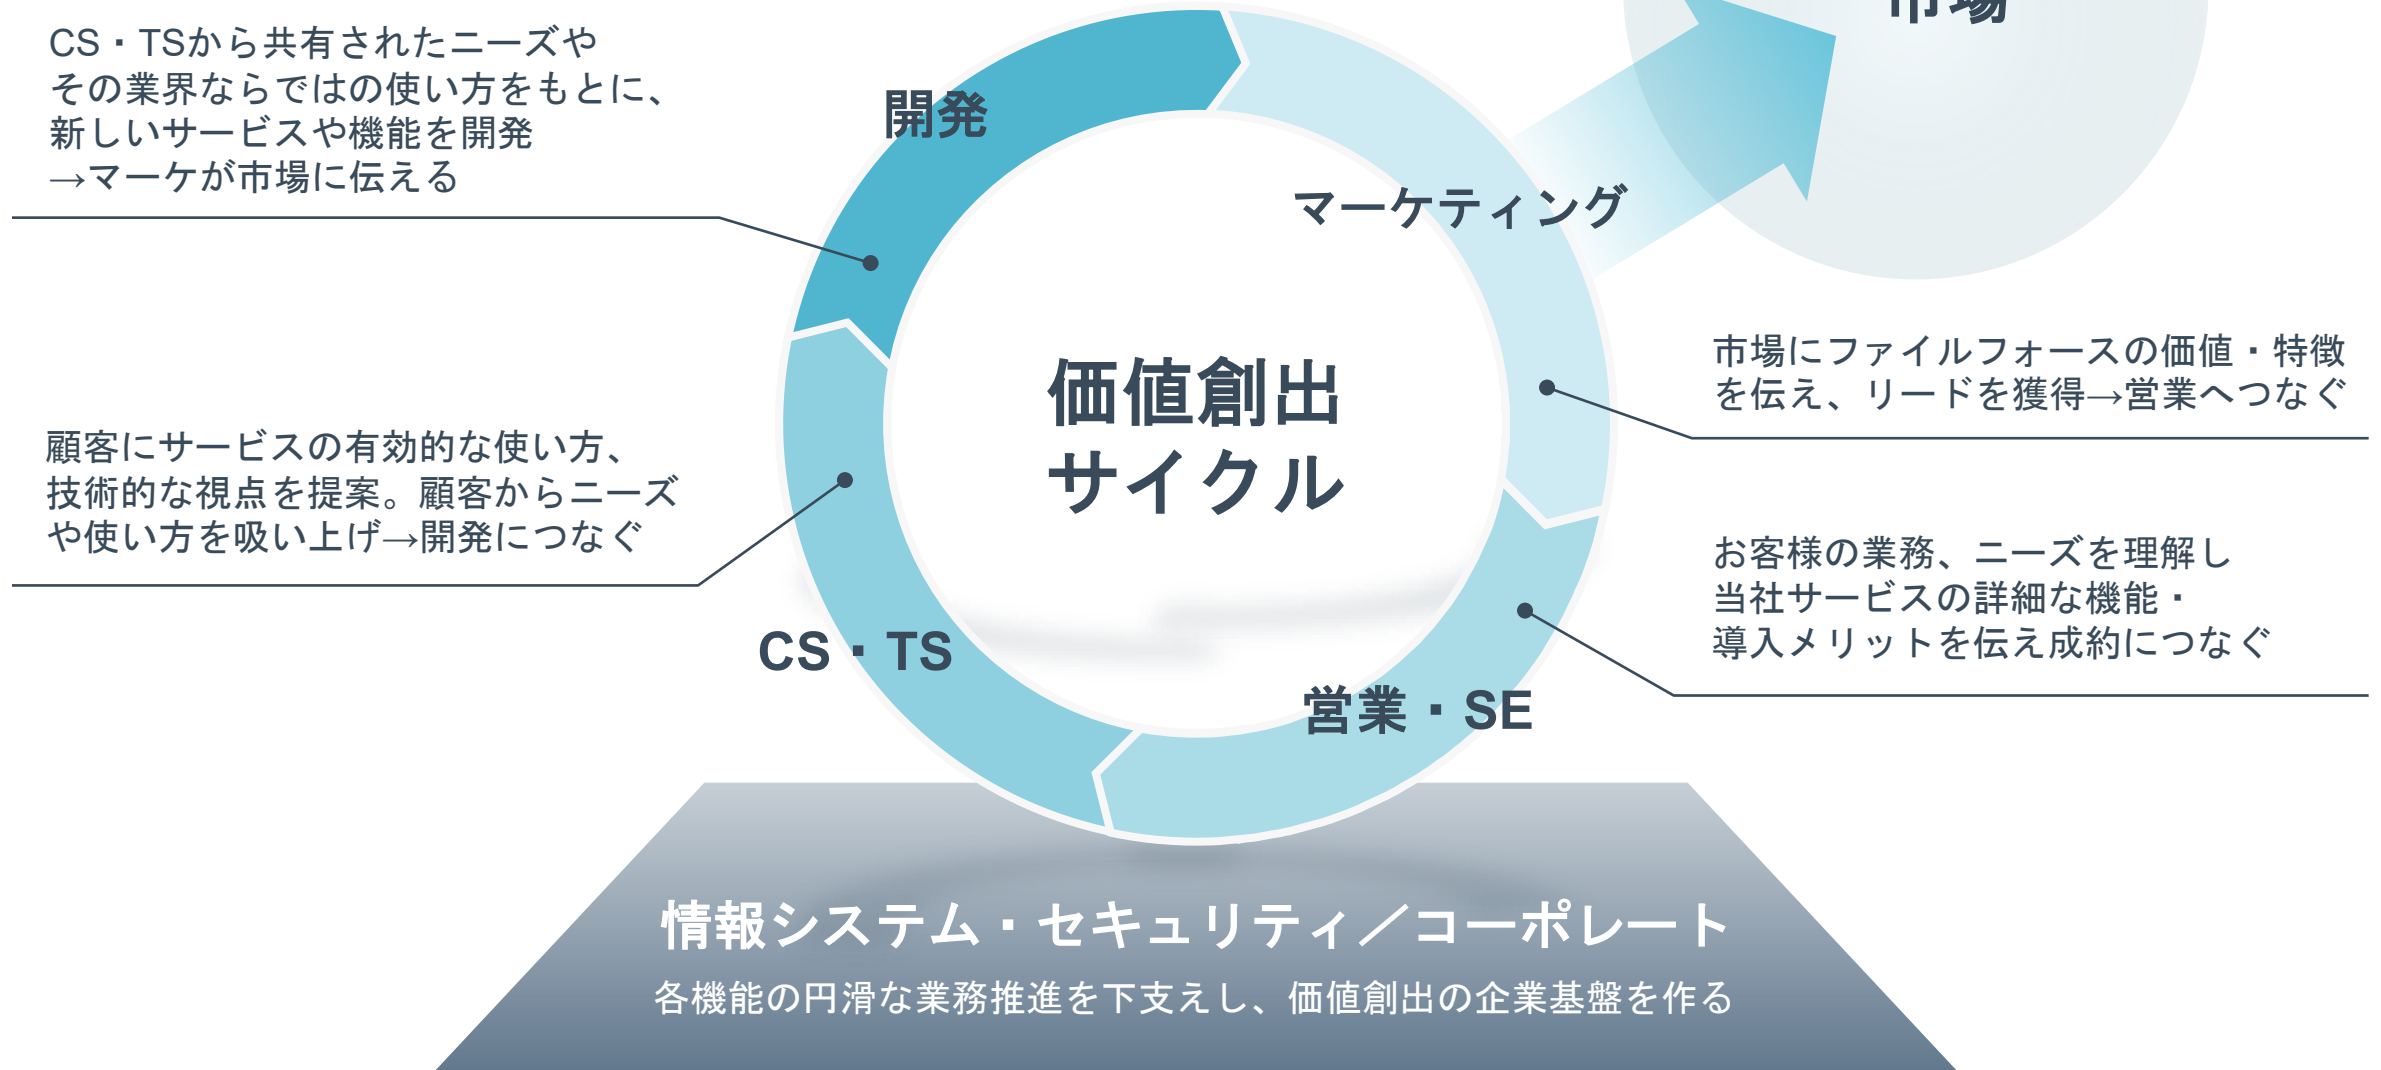 市場
CS・TSから共有されたニーズや
その業界ならではの使い方をもとに、
新しいサービスや機能を開発
→マーケが市場に伝える
開発
マーケティング
価値創出
サイクル
市場にファイルフォースの価値・特徴
を伝え、リードを獲得→営業へつなぐ
顧客にサービスの有効的な使い方、
技術的な視点を提案。顧客からニーズ
や使い方を吸い上げ→開発につなぐ
お客様の業務、ニーズを理解し
当社サービスの詳細な機能・
導入メリットを伝え成約につなぐ
CS・TS
営業・SE
情報システム・セキュリティ／コーポレート
各機能の円滑な業務推進を下支えし、価値創出の企業基盤を作る